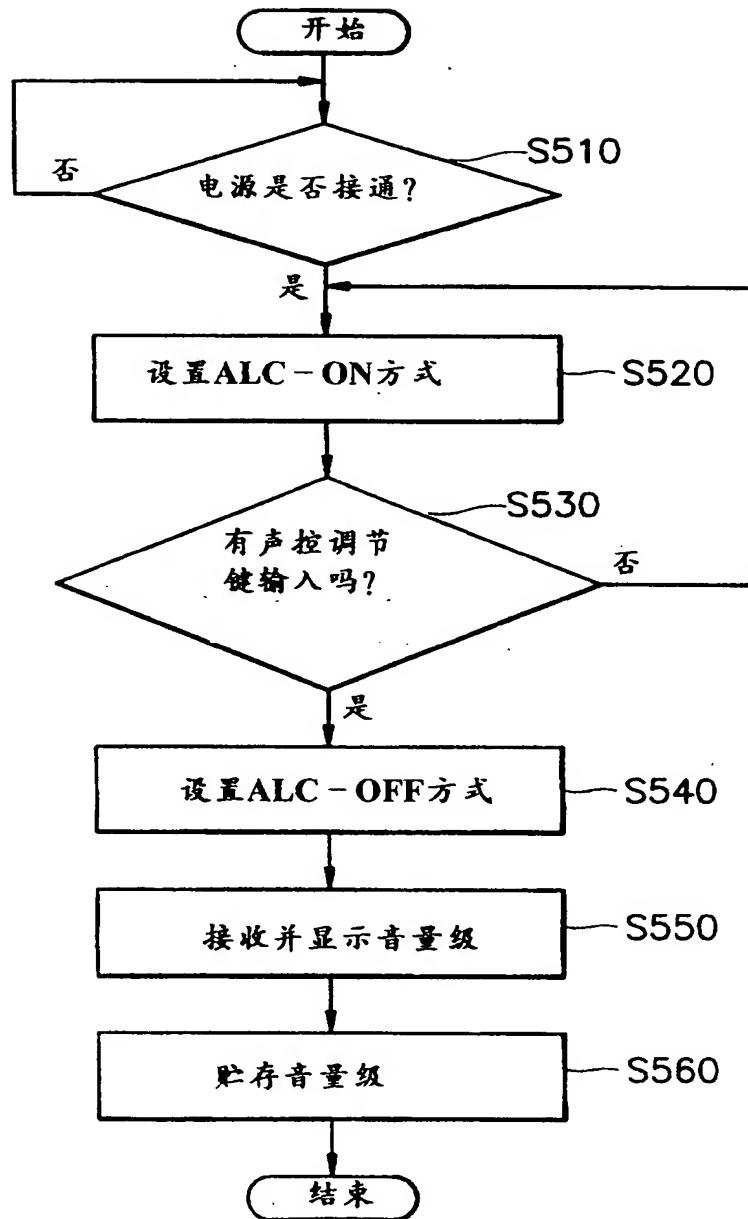 开始
S510
否
电源是否接通?
是
设置ALC-ON方式
S520
S530
有声控调节
键输入吗?
否
是
设置ALC-OFF方式
S540
接收并显示音量级
S550
贮存音量级
S560
结束